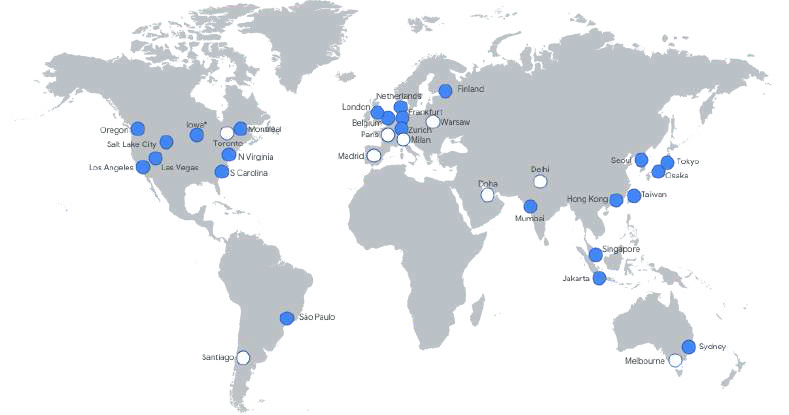 Finland
Netherlands
London
Frankfurt
Belgium
Warsaw
Zurich
Paris
Milan
Madrid
Iowa*
Oregon
Montréal
Salt Lake City
Toronto
N Virginia
Los Angeles
Las Vegas
S Carolina
Seoul
Tokyo
Osaka
Doha
Delhi
Hong Kong
Taiwan
Mumbai
Singapore
Jakarta
São Paulo
Santiago
Sydney
Melbourne